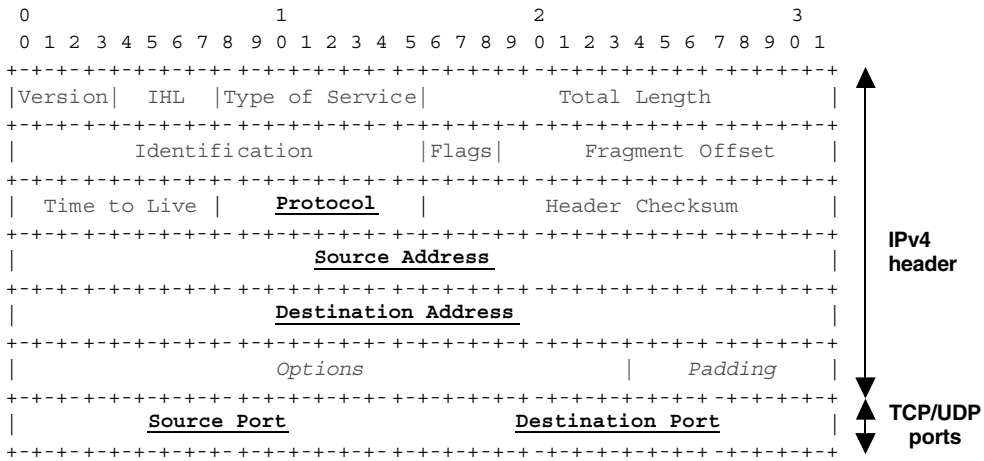 0                   1                   2                   3
0 1 2 3 4 5 6 7 8 9 0 1 2 3 4 5 6 7 8 9 0 1 2 3 4 5 6 7 8 9 0 1
+-+-+-+-+-+-+-+-+-+-+-+-+-+-+-+-+-+-+-+-+-+-+-+-+-+-+-+-+-+-+-+-+
|Version| IHL |Type of Service| Total Length |
+-+-+-+-+-+-+-+-+-+-+-+-+-+-+-+-+-+-+-+-+-+-+-+-+-+-+-+-+-+-+-+-+
| Identification |Flags| Fragment Offset |
+-+-+-+-+-+-+-+-+-+-+-+-+-+-+-+-+-+-+-+-+-+-+-+-+-+-+-+-+-+-+-+-+
| Time to Live | Protocol | Header Checksum |
+-+-+-+-+-+-+-+-+-+-+-+-+-+-+-+-+-+-+-+-+-+-+-+-+-+-+-+-+-+-+-+-+
| Source Address |
+-+-+-+-+-+-+-+-+-+-+-+-+-+-+-+-+-+-+-+-+-+-+-+-+-+-+-+-+-+-+-+-+
| Destination Address |
+-+-+-+-+-+-+-+-+-+-+-+-+-+-+-+-+-+-+-+-+-+-+-+-+-+-+-+-+-+-+-+-+
| Options | Padding |
+-+-+-+-+-+-+-+-+-+-+-+-+-+-+-+-+-+-+-+-+-+-+-+-+-+-+-+-+-+-+-+-+
| Source Port Destination Port |
+-+-+-+-+-+-+-+-+-+-+-+-+-+-+-+-+-+-+-+-+-+-+-+-+-+-+-+-+-+-+-+-+
IPv4
header
TCP/UDP
ports